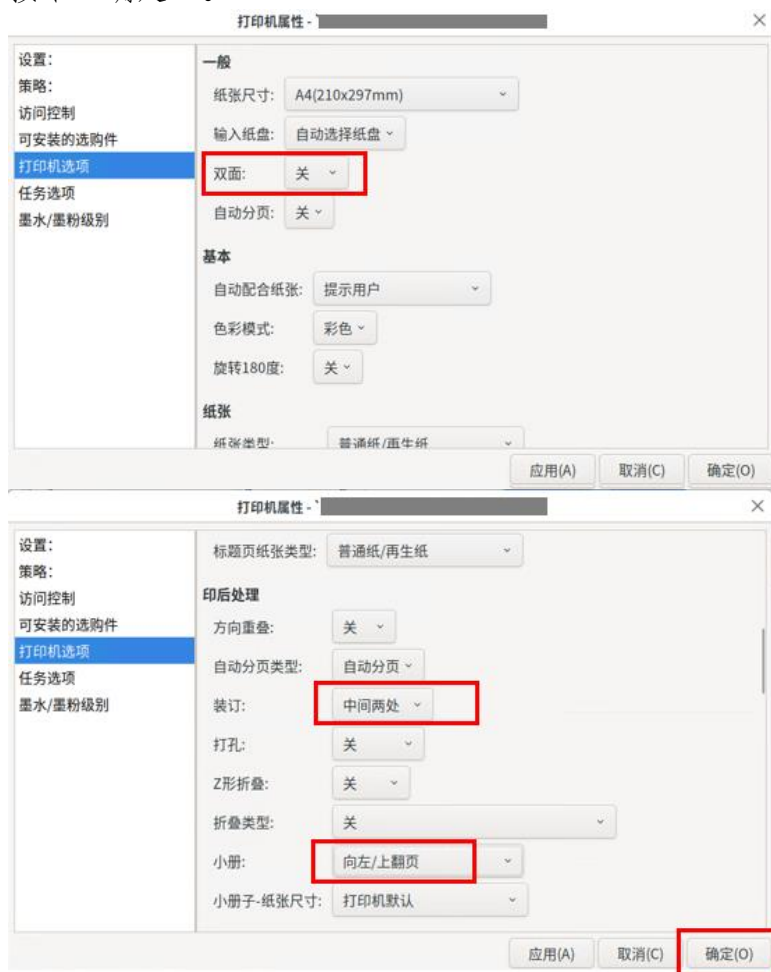 打印机属性 - `
设置：
策略：
访问控制
可安装的选购件
打印机选项
任务选项
墨水/墨粉级别
一般
纸张尺寸: A4(210x297mm)
输入纸盘: 自动选择纸盘
双面: 关
自动分页: 关
基本
自动配合纸张: 提示用户
色彩模式: 彩色
旋转180度: 关
纸张
纸张类型: 普通纸/再生纸
应用(A) 取消(C) 确定(O)
打印机属性 - `
设置：
策略：
访问控制
可安装的选购件
打印机选项
任务选项
墨水/墨粉级别
标题页纸张类型: 普通纸/再生纸
印后处理
方向重叠: 关
自动分页类型: 自动分页
装订: 中间两处
打孔: 关
Z形折叠: 关
折叠类型: 关
小册: 向左/上翻页
小册子-纸张尺寸: 打印机默认
应用(A) 取消(C) 确定(O)